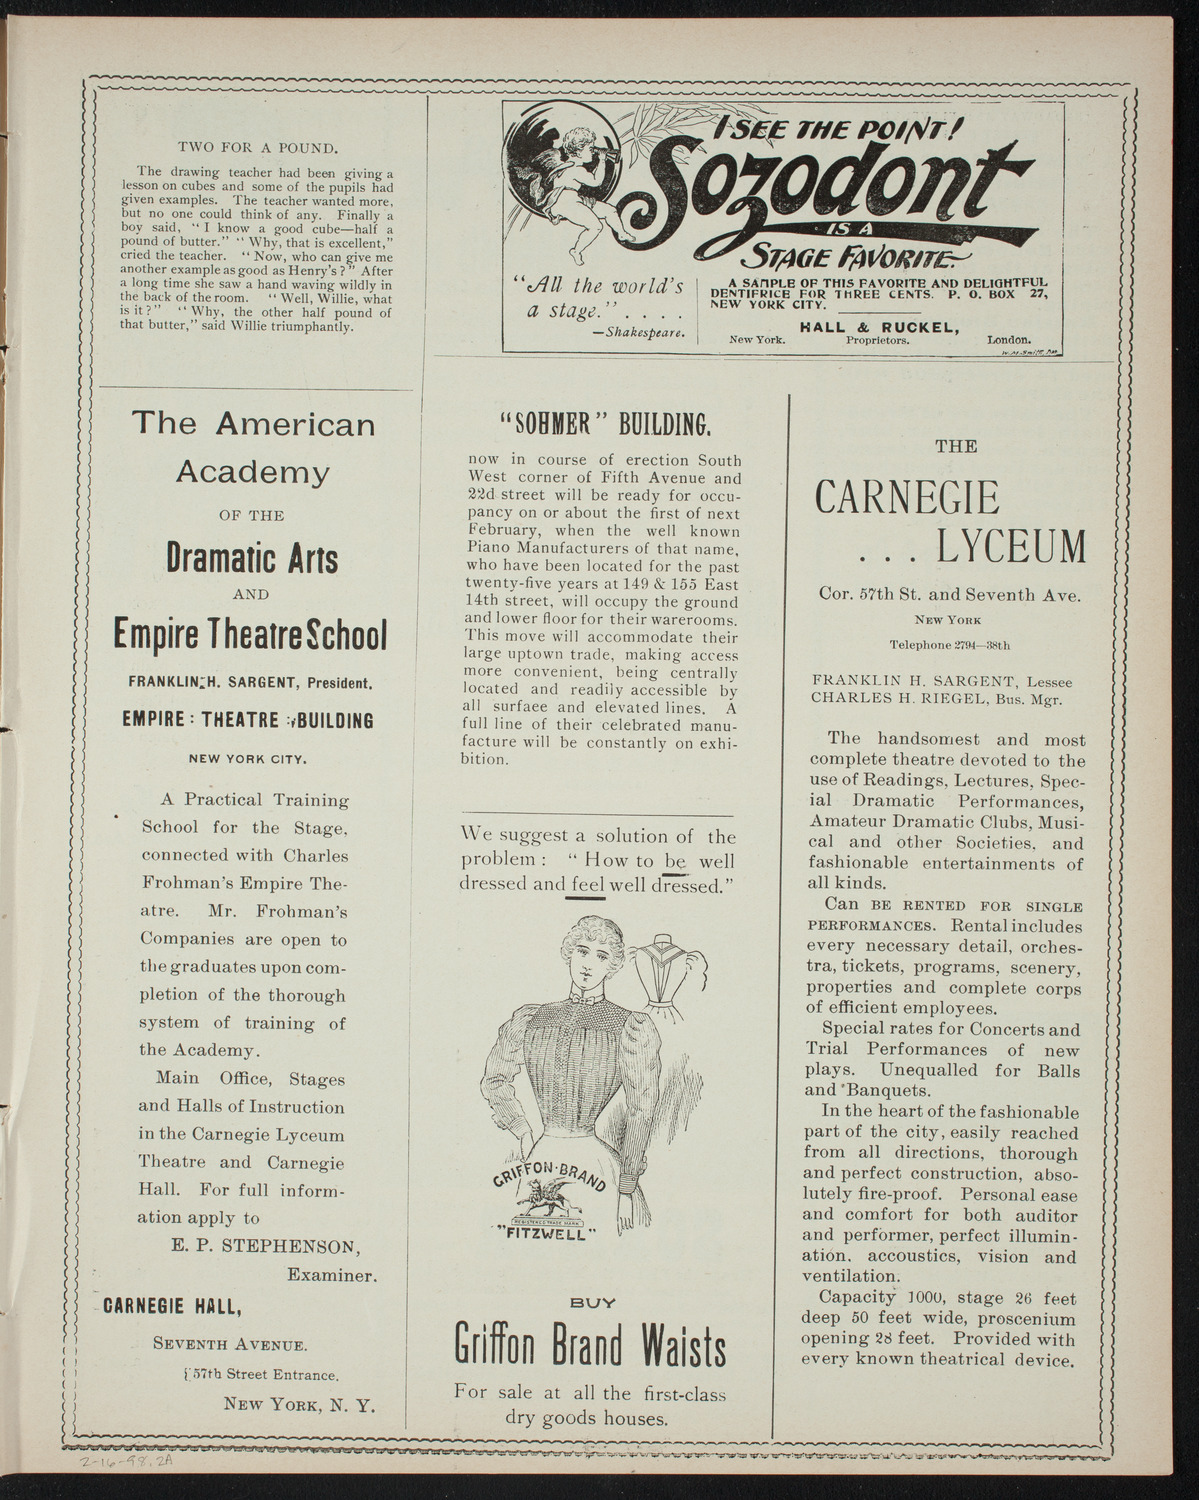 TWO FOR A POUND.
The drawing teacher had been giving a
lesson on cubes and some of the pupils had
given examples. The teacher wanted more,
but no one could think of any. Finally a
boy said, “I know a good cube—half a
pound of butter.” “Why, that is excellent,”
cried the teacher. “Now, who can give me
another example as good as Henry's?” After
a long time she saw a hand waving wildly in
the back of the room. “Well, Willie, what
is it?” “Why, the other half pound of
that butter,” said Willie triumphantly.
I SEE THE POINT!
Sozodont
IS A
STAGE FAVORITE.
“All the world's
a stage.” . . . .
—Shakespeare.
A SAMPLE OF THIS FAVORITE AND DELIGHTFUL
DENTIFRICE FOR THREE CENTS. P. O. BOX 27,
NEW YORK CITY.
HALL & RUCKEL,
New York. Proprietors. London.
The American
Academy
OF THE
Dramatic Arts
AND
Empire Theatre School
FRANKLIN H. SARGENT, President.
EMPIRE : THEATRE : BUILDING
NEW YORK CITY.
A Practical Training
School for the Stage,
connected with Charles
Frohman's Empire The-
atre. Mr. Frohman's
Companies are open to
the graduates upon com-
pletion of the thorough
system of training of
the Academy.
Main Office, Stages
and Halls of Instruction
in the Carnegie Lyceum
Theatre and Carnegie
Hall. For full inform-
ation apply to
E. P. STEPHENSON,
Examiner.
CARNEGIE HALL,
SEVENTH AVENUE.
57th Street Entrance.
NEW YORK, N. Y.
“SOHMER” BUILDING.
now in course of erection South
West corner of Fifth Avenue and
22d street will be ready for occu-
pancy on or about the first of next
February, when the well known
Piano Manufacturers of that name,
who have been located for the past
twenty-five years at 149 & 155 East
14th street, will occupy the ground
and lower floor for their warerooms.
This move will accommodate their
large uptown trade, making access
more convenient, being centrally
located and readily accessible by
all surfaee and elevated lines. A
full line of their celebrated manu-
facture will be constantly on exhi-
bition.
We suggest a solution of the
problem: “How to be well
dressed and feel well dressed.”
GRIFFON·BRAND
REGISTERED TRADE MARK
"FITZWELL"
BUY
Griffon Brand Waists
For sale at all the first-class
dry goods houses.
THE
CARNEGIE
. . . LYCEUM
Cor. 57th St. and Seventh Ave.
NEW YORK
Telephone 2794—38th
FRANKLIN H. SARGENT, Lessee
CHARLES H. RIEGEL, Bus. Mgr.
The handsomest and most
complete theatre devoted to the
use of Readings, Lectures, Spec-
ial Dramatic Performances,
Amateur Dramatic Clubs, Musi-
cal and other Societies, and
fashionable entertainments of
all kinds.
Can BE RENTED FOR SINGLE
PERFORMANCES. Rental includes
every necessary detail, orches-
tra, tickets, programs, scenery,
properties and complete corps
of efficient employees.
Special rates for Concerts and
Trial Performances of new
plays. Unequalled for Balls
and Banquets.
In the heart of the fashionable
part of the city, easily reached
from all directions, thorough
and perfect construction, abso-
lutely fire-proof. Personal ease
and comfort for both auditor
and performer, perfect illumin-
ation. accoustics, vision and
ventilation.
Capacity 1000, stage 26 feet
deep 50 feet wide, proscenium
opening 28 feet. Provided with
every known theatrical device.
2-16-98.2A